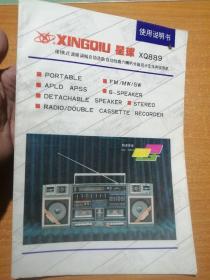 使用说明书
XINGQIU 星球 XQ889
PORTABLE
FM/MW/SW
APLD APSS
6-SPEAKER
DETACHABLE SPEAKER
STEREO
RADIO/DOUBLE CASSETTE RECORDER